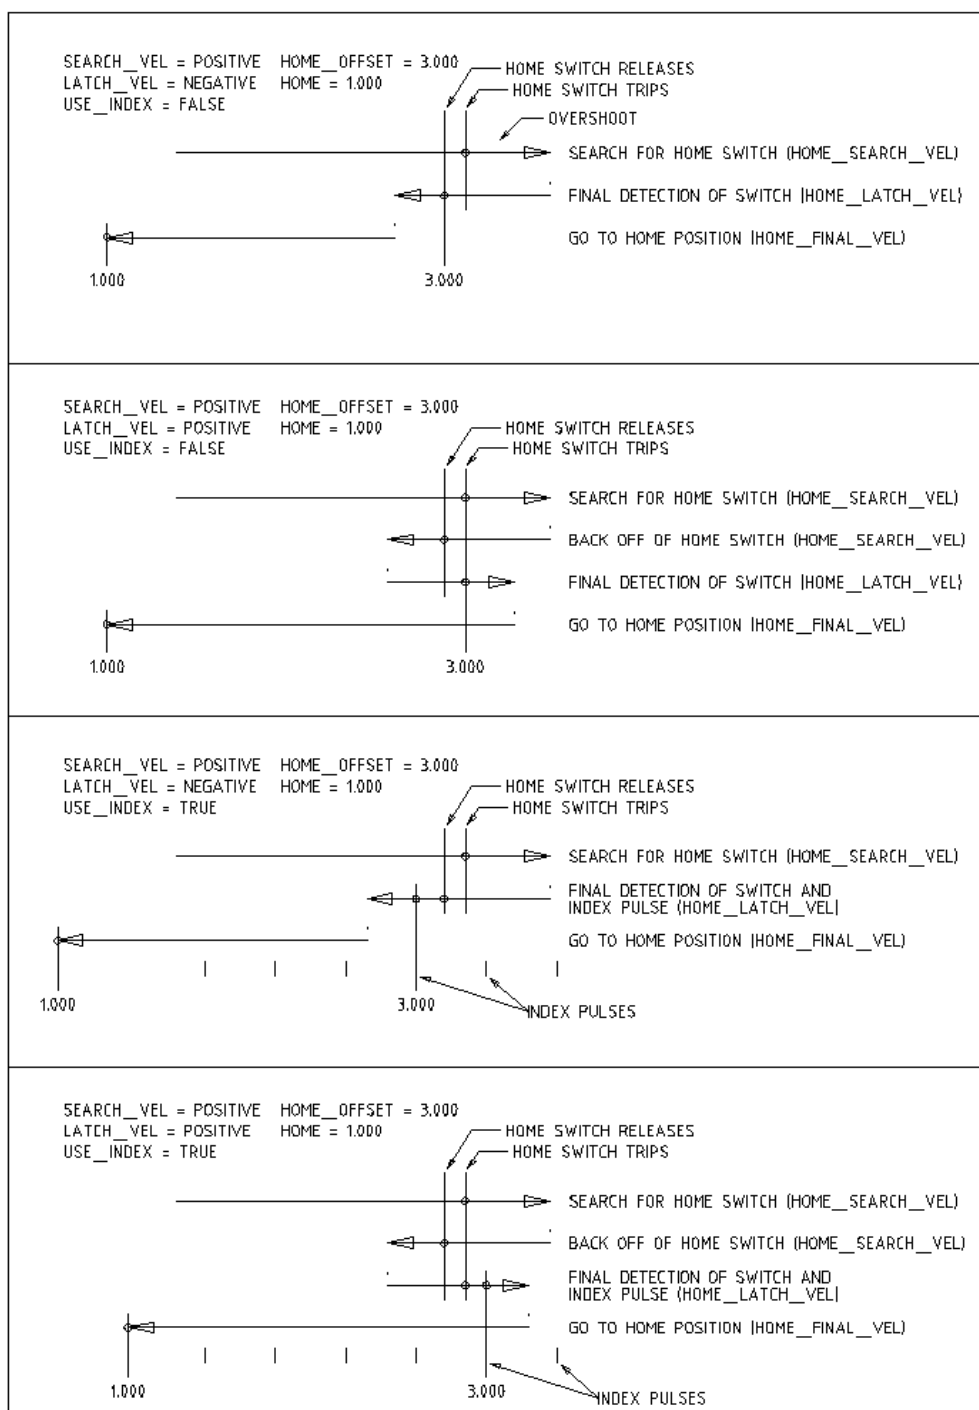 SEARCH_VEL = POSITIVE HOME_OFFSET = 3.000
LATCH_VEL = NEGATIVE HOME = 1.000
USE_INDEX = FALSE
HOME SWITCH RELEASES
HOME SWITCH TRIPS
OVERSHOOT
SEARCH FOR HOME SWITCH (HOME_SEARCH_VEL)
FINAL DETECTION OF SWITCH (HOME_LATCH_VEL)
GO TO HOME POSITION (HOME_FINAL_VEL)
1.000 3.000
SEARCH_VEL = POSITIVE HOME_OFFSET = 3.000
LATCH_VEL = POSITIVE HOME = 1.000
USE_INDEX = FALSE
HOME SWITCH RELEASES
HOME SWITCH TRIPS
SEARCH FOR HOME SWITCH (HOME_SEARCH_VEL)
BACK OFF OF HOME SWITCH (HOME_SEARCH_VEL)
FINAL DETECTION OF SWITCH (HOME_LATCH_VEL)
GO TO HOME POSITION (HOME_FINAL_VEL)
1.000 3.000
SEARCH_VEL = POSITIVE HOME_OFFSET = 3.000
LATCH_VEL = NEGATIVE HOME = 1.000
USE_INDEX = TRUE
HOME SWITCH RELEASES
HOME SWITCH TRIPS
SEARCH FOR HOME SWITCH (HOME_SEARCH_VEL)
FINAL DETECTION OF SWITCH AND
INDEX PULSE (HOME_LATCH_VEL)
GO TO HOME POSITION (HOME_FINAL_VEL)
1.000 3.000 INDEX PULSES
SEARCH_VEL = POSITIVE HOME_OFFSET = 3.000
LATCH_VEL = POSITIVE HOME = 1.000
USE_INDEX = TRUE
HOME SWITCH RELEASES
HOME SWITCH TRIPS
SEARCH FOR HOME SWITCH (HOME_SEARCH_VEL)
BACK OFF OF HOME SWITCH (HOME_SEARCH_VEL)
FINAL DETECTION OF SWITCH AND
INDEX PULSE (HOME_LATCH_VEL)
GO TO HOME POSITION (HOME_FINAL_VEL)
1.000 3.000 INDEX PULSES